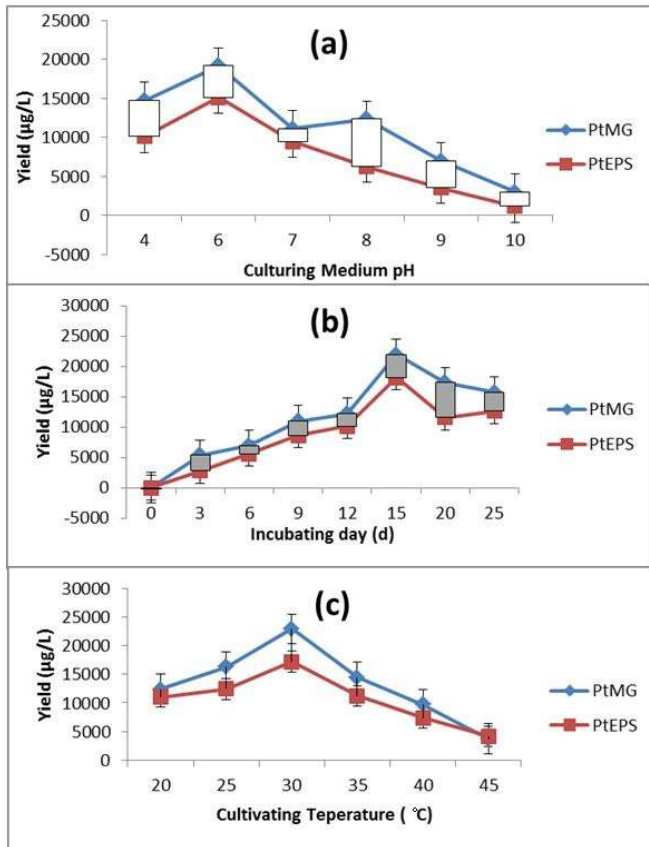 (a)
25000
20000
15000
10000
5000
0
-5000
Yield (µg/L)
4 6 7 8 9 10
Culturing Medium pH
PtMG
PtEPS
(b)
30000
25000
20000
15000
10000
5000
0
-5000
Yield (µg/L)
0 3 6 9 12 15 20 25
Incubating day (d)
PtMG
PtEPS
(c)
30000
25000
20000
15000
10000
5000
0
Yield (µg/L)
20 25 30 35 40 45
Cultivating Teperature ( ℃)
PtMG
PtEPS